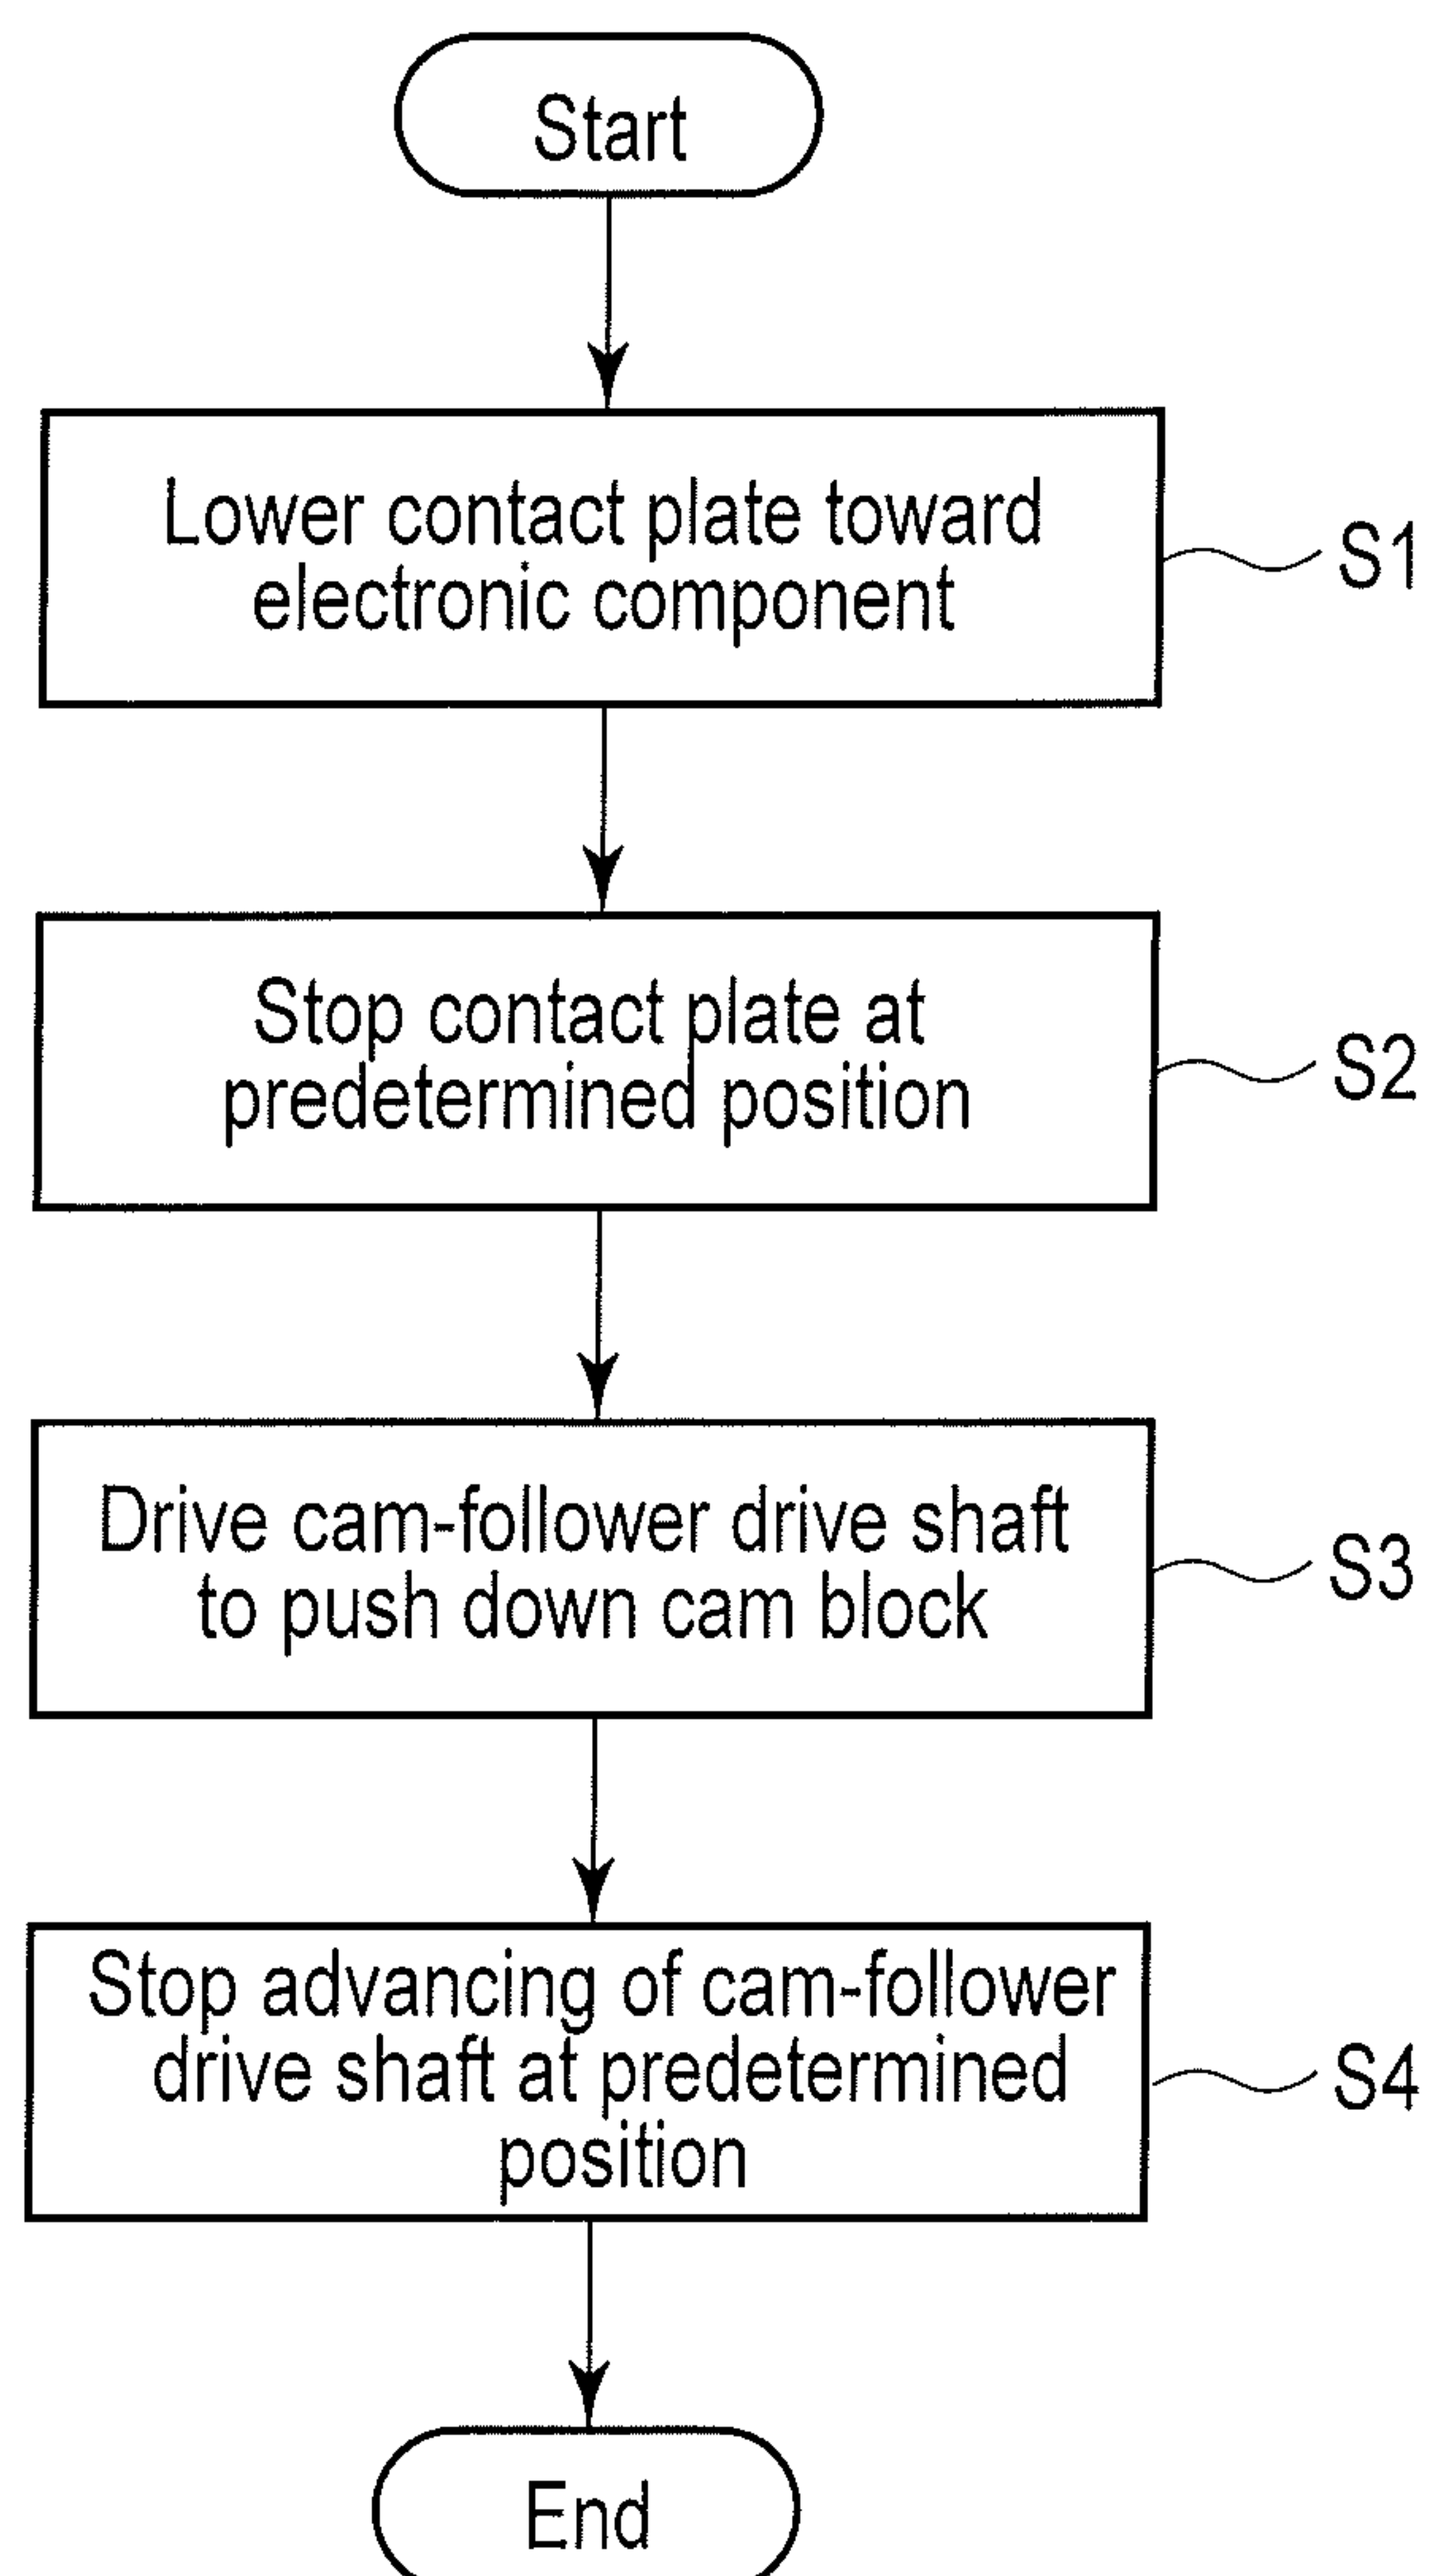 Start
Lower contact plate toward
electronic component
S1
Stop contact plate at
predetermined position
S2
Drive cam-follower drive shaft
to push down cam block
S3
Stop advancing of cam-follower
drive shaft at predetermined
position
S4
End